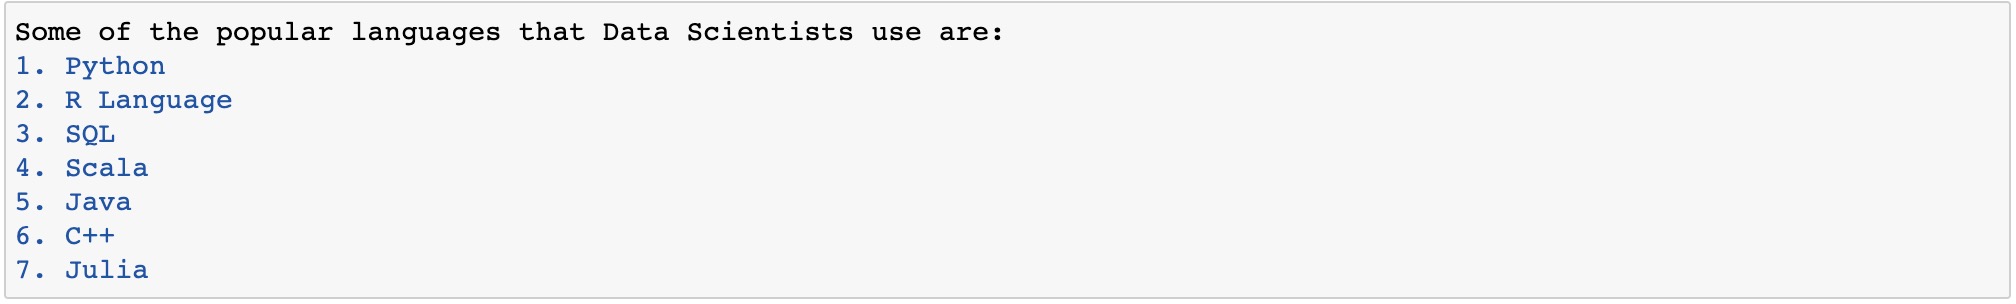 Some of the popular languages that Data Scientists use are:
1. Python
2. R Language
3. SQL
4. Scala
5. Java
6. C++
7. Julia